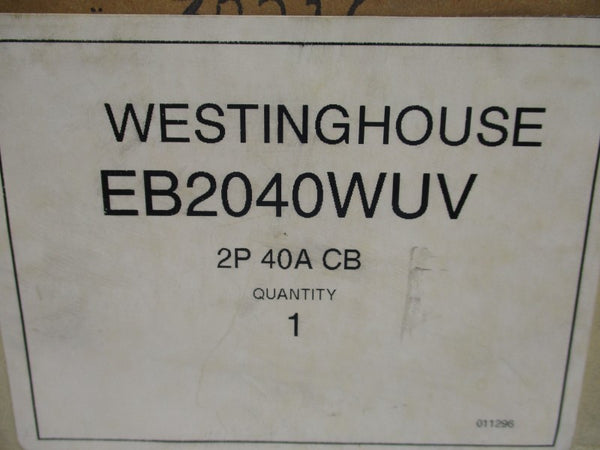 WESTINGHOUSE
EB2040WUV
2P 40A CB
QUANTITY
1
011296